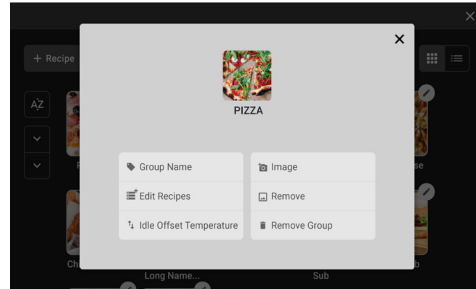 + Recipe
AZ
PIZZA
Group Name
Image
Edit Recipes
Remove
Idle Offset Temperature
Remove Group
Long Name...
Sub